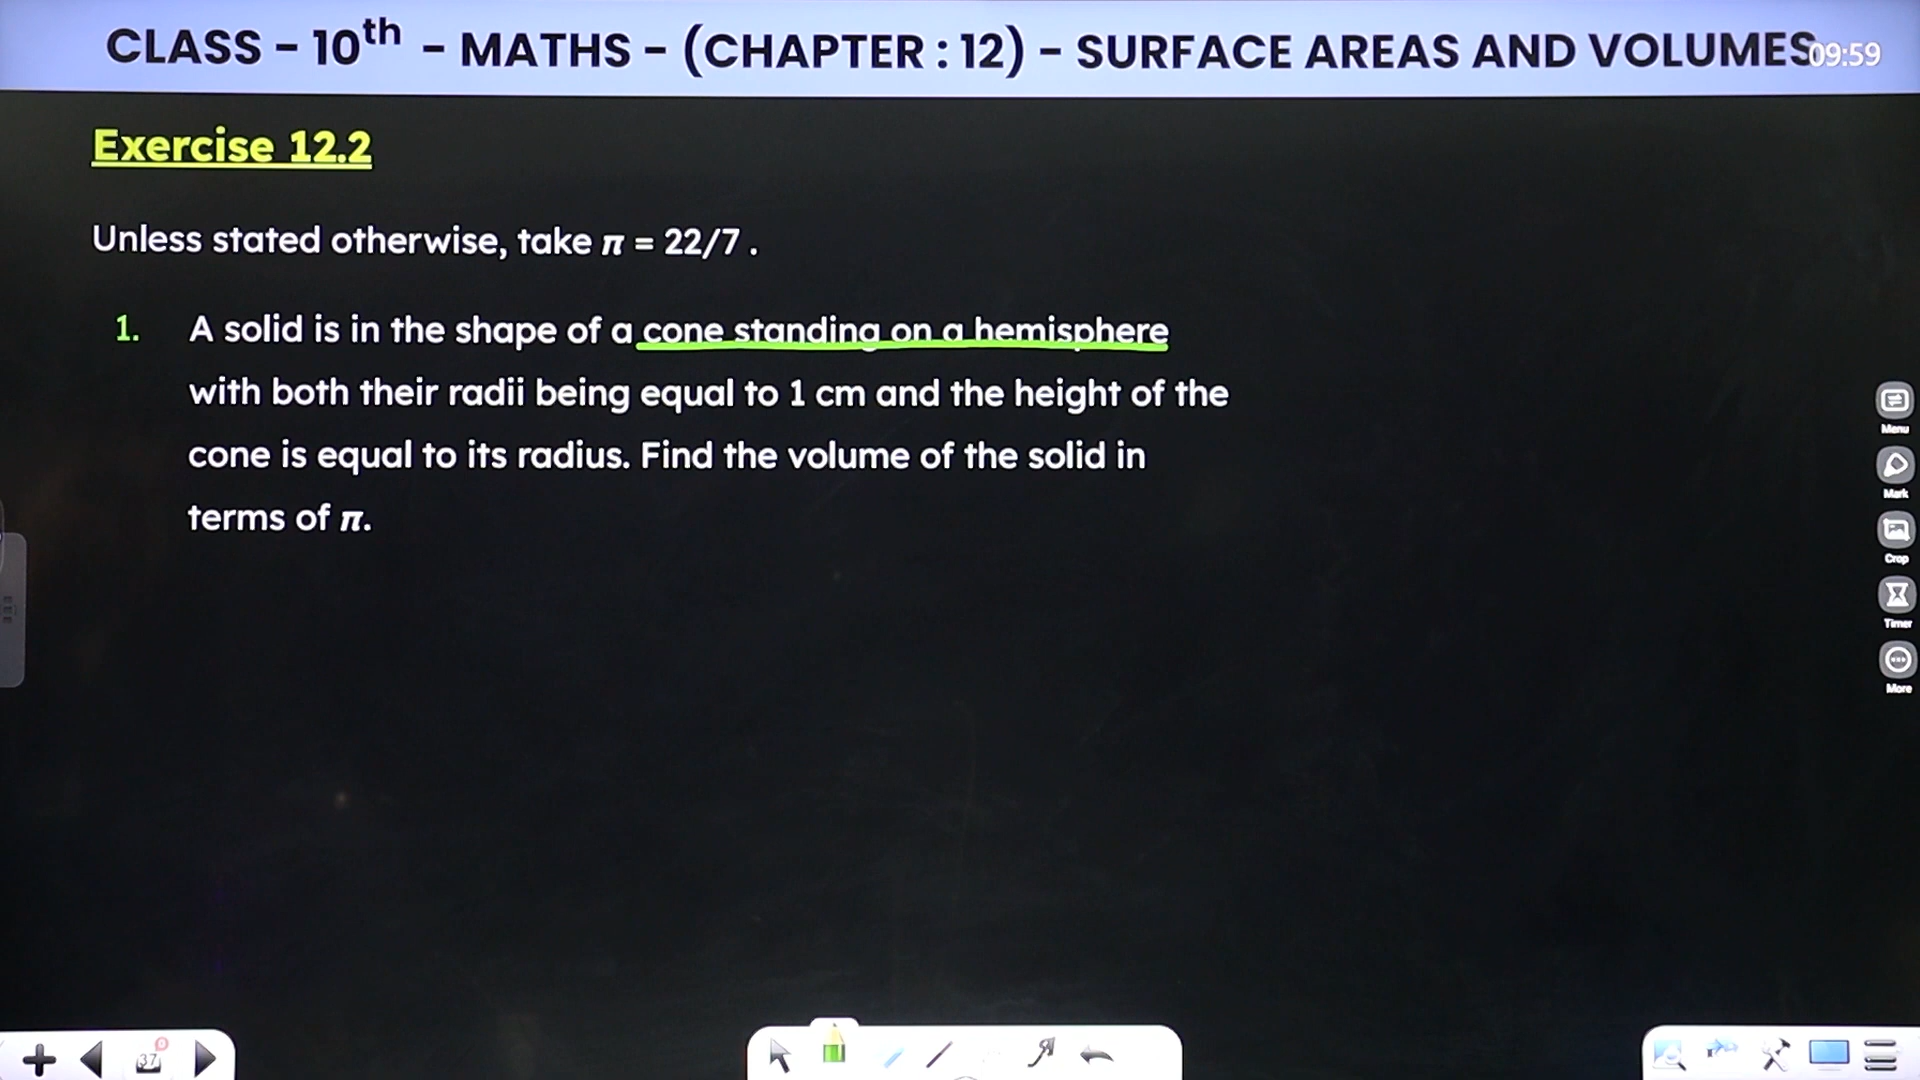 CLASS – 10th – MATHS – (CHAPTER : 12) – SURFACE AREAS AND VOLUMES
09:59
Exercise 12.2
Unless stated otherwise, take π = 22/7 .
1. A solid is in the shape of a cone standing on a hemisphere
with both their radii being equal to 1 cm and the height of the
cone is equal to its radius. Find the volume of the solid in
terms of π.
Menu
Mark
Crop
Timer
More
37
0